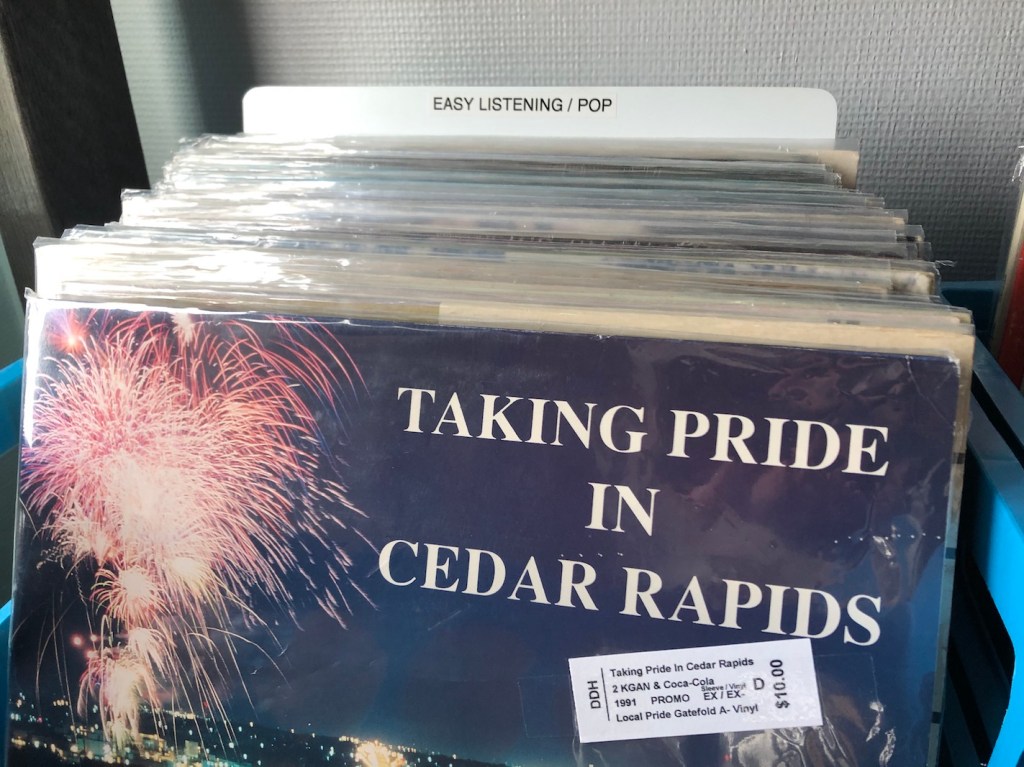 EASY LISTENING / POP
TAKING PRIDE
IN
CEDAR RAPIDS
DDH
Taking Pride In Cedar Rapids
2 KGAN & Coca-Cola
Sleeve / Vinyl
1991 PROMO EX / EX- D
Local Pride Gatefold A- Vinyl
$10.00